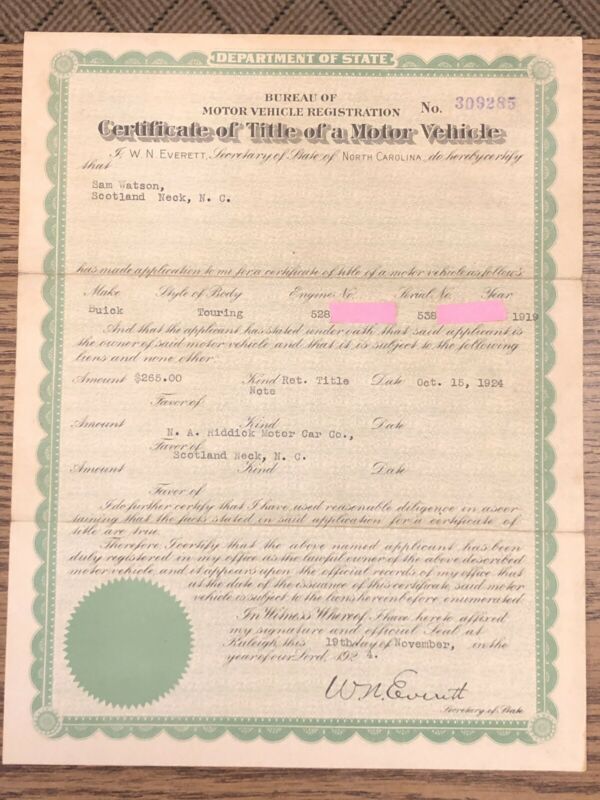 DEPARTMENT OF STATE
BUREAU OF
MOTOR VEHICLE REGISTRATION No. 309285
Certificate of Title of a Motor Vehicle
I, W. N. EVERETT, Secretary of State of NORTH CAROLINA, do hereby certify
that
Sam Watson,
Scotland Neck, N. C.
has made application to me for a certificate of title of a motor vehicle as follows:
Make Style of Body Engine No. Serial No. Year
Buick Touring 528 538 1919
And that the applicant has stated under oath that said applicant is
the owner of said motor vehicle and that it is subject to the following
liens and none other:
Amount $265.00 Kind Ret. Title Date Oct. 15, 1924
Note
Favor of
Amount Kind Date
N. A. Riddick Motor Car Co.,
Favor of
Scotland Neck, N. C.
Amount Kind Date
Favor of
I do further certify that I have used reasonable diligence in ascer
taining that the facts stated in said application for a certificate of
title are true.
Therefore I certify that the above named applicant has been
duly registered in my office as the lawful owner of the above described
motor vehicle, and it appears upon the official records of my office that
at the date of the issuance of this certificate, said motor
vehicle is subject to the liens hereinbefore enumerated.
In Witness Whereof, I have hereto affixed
my signature and official Seal at
Raleigh, this 19th day of November, in the
year of our Lord, 1924.
W. N. Everett
Secretary of State